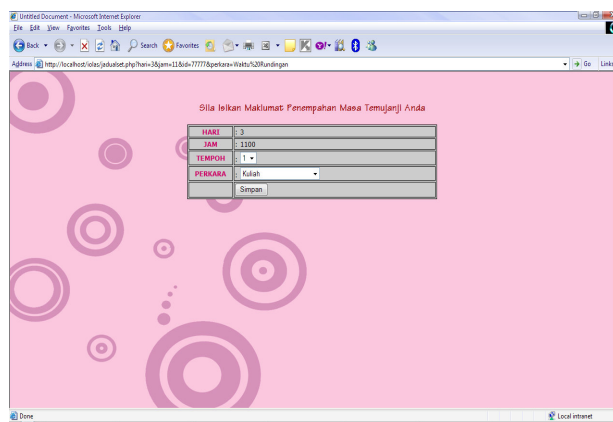 Untitled Document - Microsoft Internet Explorer
File Edit View Favorites Tools Help
Back Search Favorites
Address http://localhost/iolas/jadualset.php?hari=3&jam=11&id=77777&perkara=Waktu%20Rundingan Go Links
Sila Isikan Maklumat Penempahan Masa Temujanji Anda
HARI : 3
JAM : 1100
TEMPOH : 1
PERKARA : Kuliah
Simpan
Done Local intranet